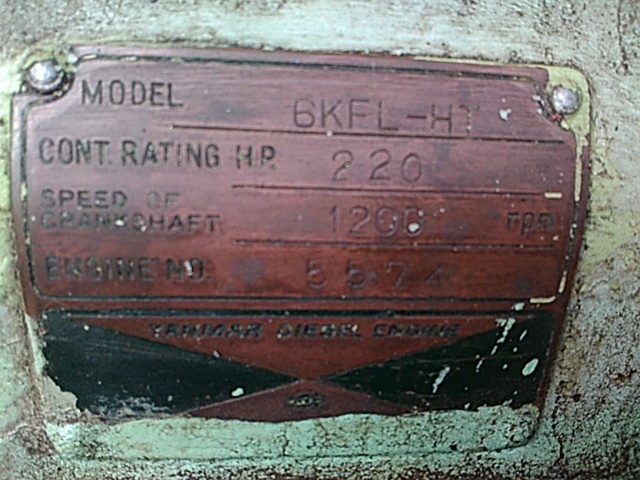 MODEL 6KFL-HT
CONT. RATING H.P. 220
SPEED OF
CRANKSHAFT 1200 rpm
ENGINE NO. 5574
YANMAR DIESEL ENGINE